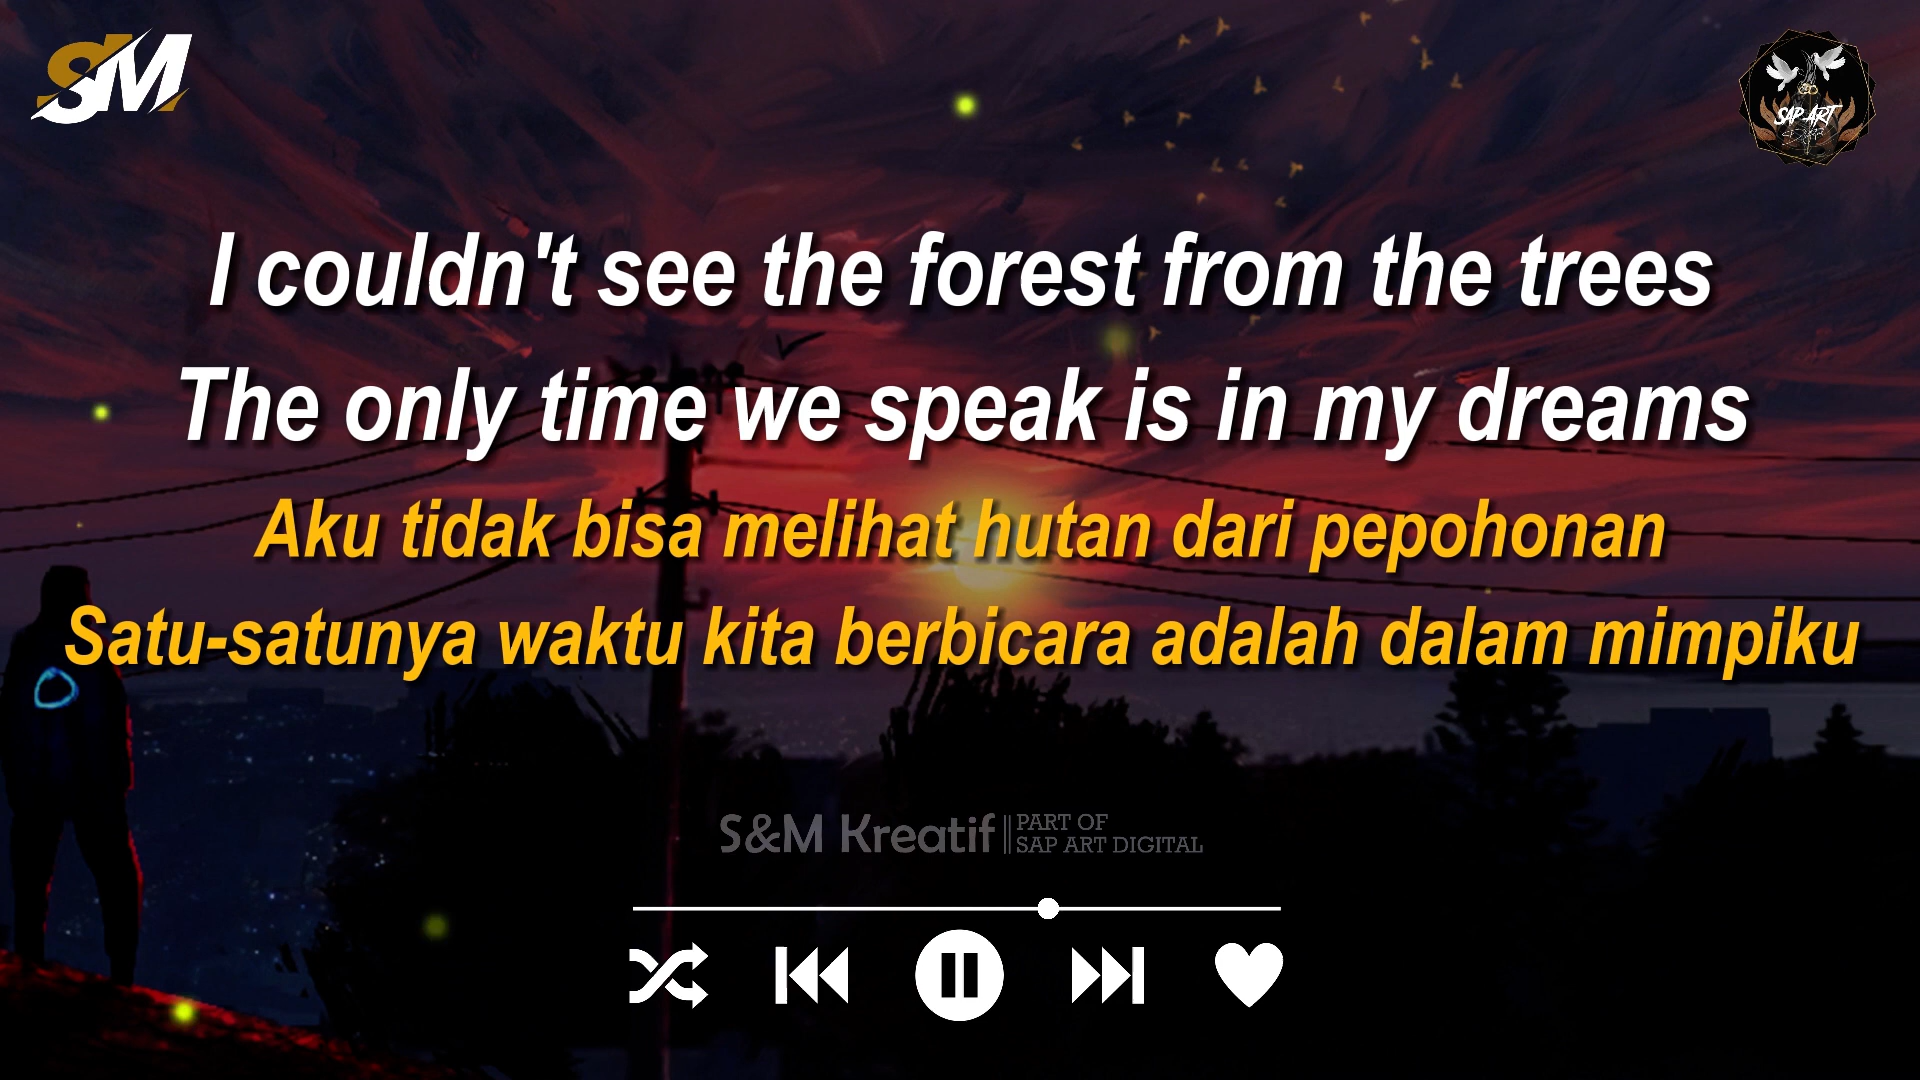 SM
SAP ART
I couldn't see the forest from the trees
The only time we speak is in my dreams
Aku tidak bisa melihat hutan dari pepohonan
Satu-satunya waktu kita berbicara adalah dalam mimpiku
S&M Kreatif
PART OF
SAP ART DIGITAL